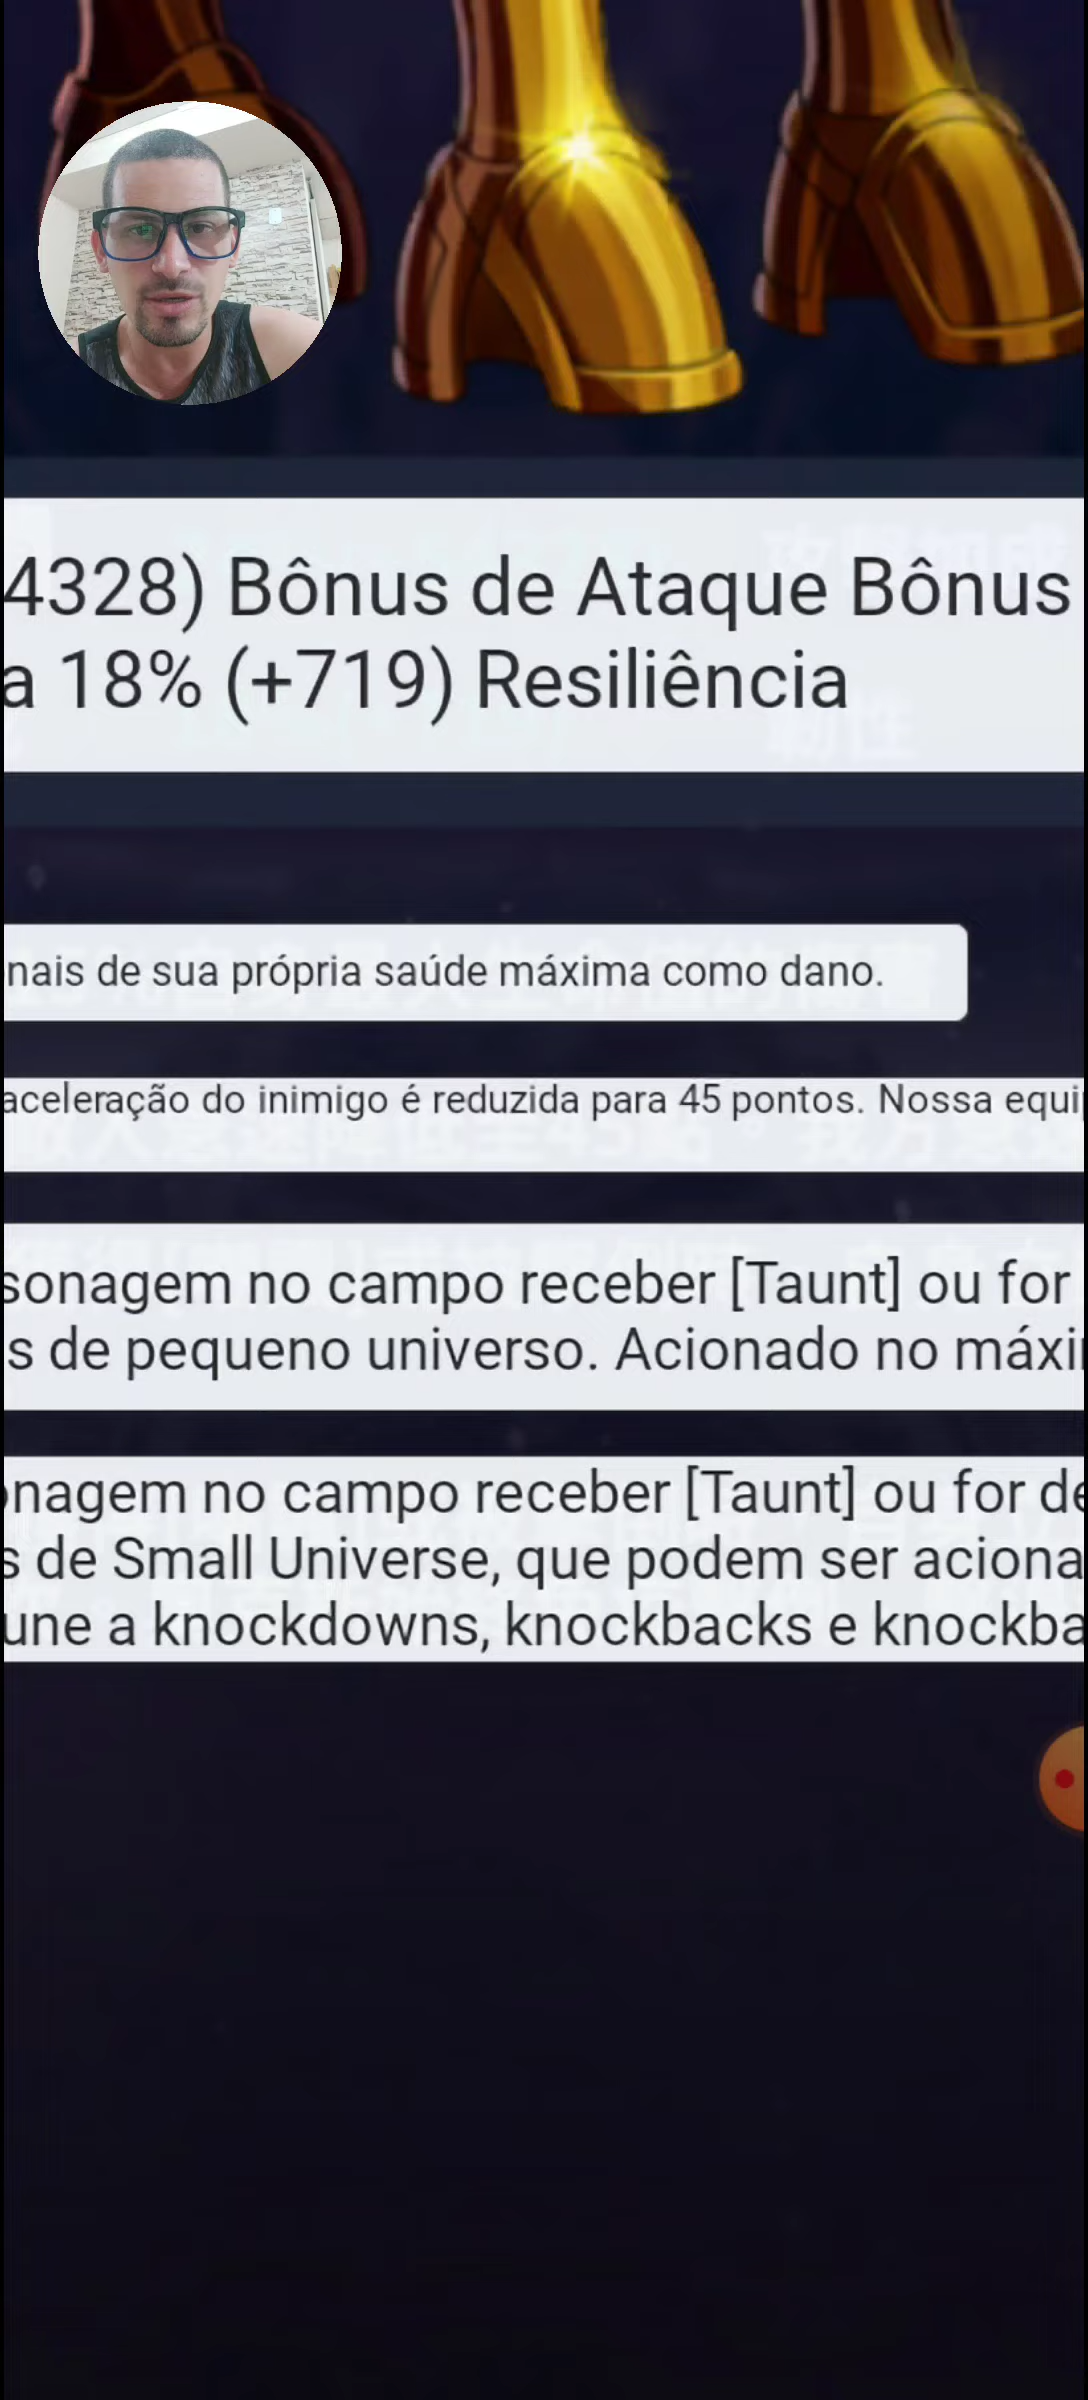 4328) Bônus de Ataque Bônus
a 18% (+719) Resiliência
nais de sua própria saúde máxima como dano.
aceleração do inimigo é reduzida para 45 pontos. Nossa equi
sonagem no campo receber [Taunt] ou for
s de pequeno universo. Acionado no máxi
onagem no campo receber [Taunt] ou for de
s de Small Universe, que podem ser aciona
une a knockdowns, knockbacks e knockba